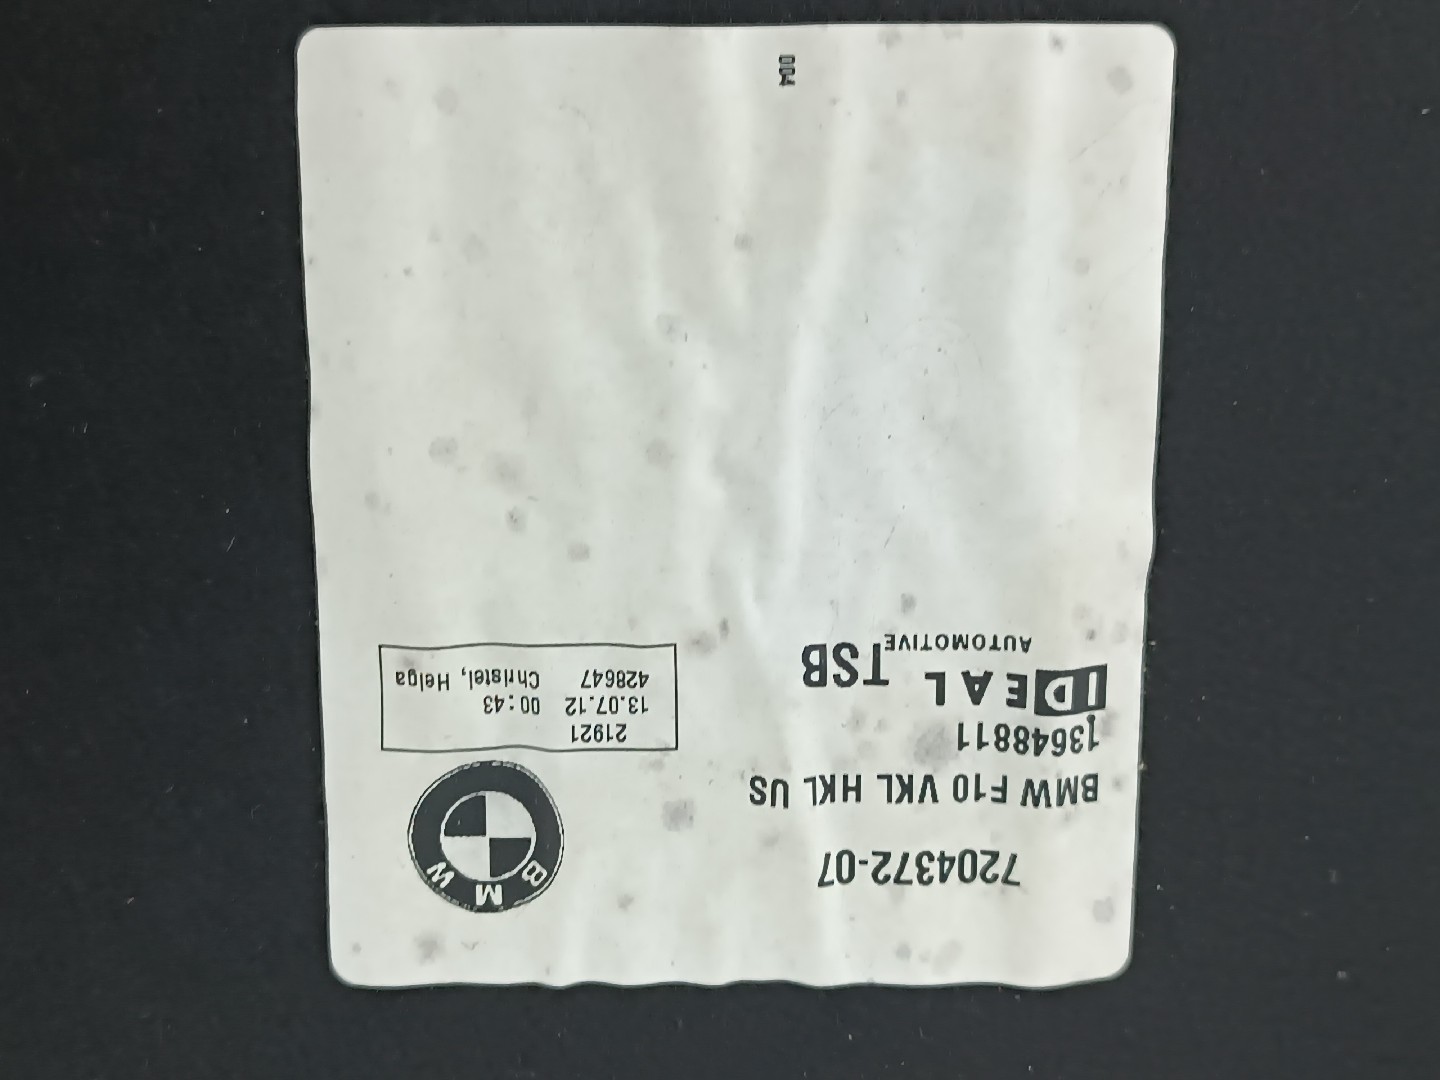 7204372-07
BMW
BMW F10 VKL HKL US
13648811
IDEAL TSB
AUTOMOTIVE
21921
13.07.12 00:43
428647 Christel, Helga
004